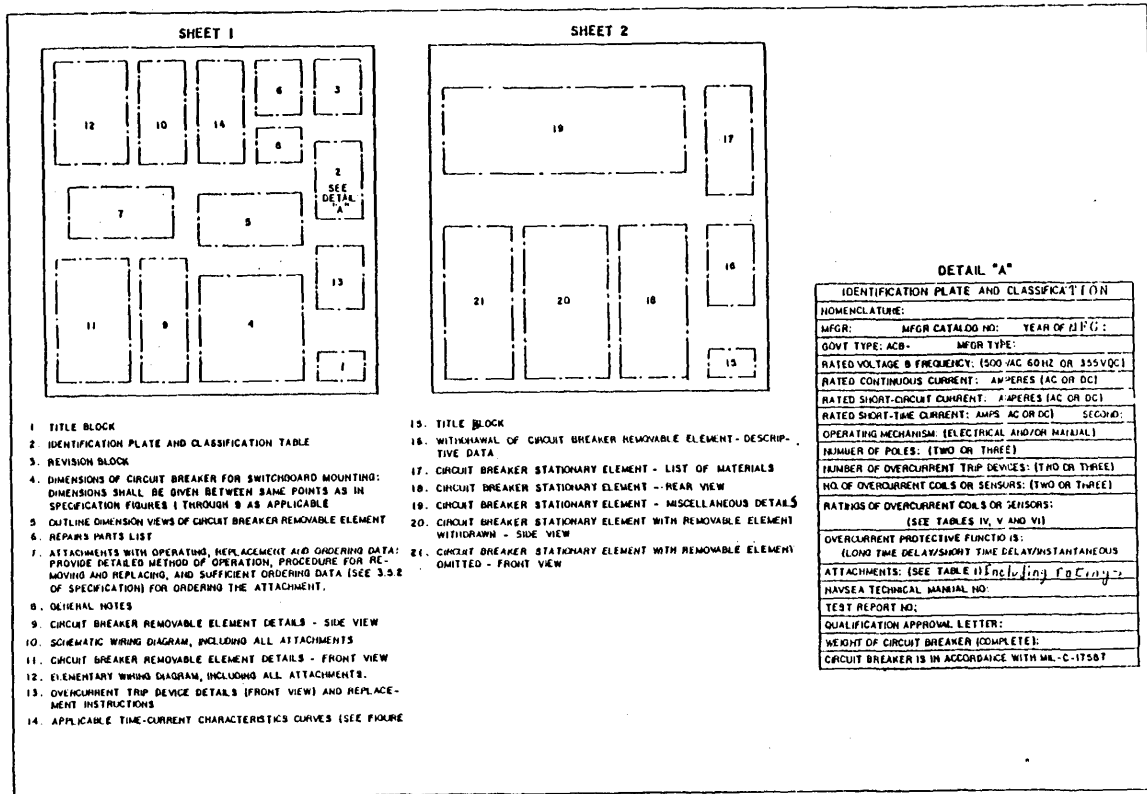 SHEET 1
12
10
14
6
3
8
2
SEE
DETAIL
"A"
7
5
13
11
9
4
1
SHEET 2
19
17
21
20
18
16
15
1 TITLE BLOCK
2 IDENTIFICATION PLATE AND CLASSIFICATION TABLE
3. REVISION BLOCK
4. DIMENSIONS OF CIRCUIT BREAKER FOR SWITCHBOARD MOUNTING:
DIMENSIONS SHALL BE GIVEN BETWEEN SAME POINTS AS IN
SPECIFICATION FIGURES 1 THROUGH 9 AS APPLICABLE
5 OUTLINE DIMENSION VIEWS OF CIRCUIT BREAKER REMOVABLE ELEMENT
6. REPAIRS PARTS LIST
7. ATTACHMENTS WITH OPERATING, REPLACEMENT AND ORDERING DATA:
PROVIDE DETAILED METHOD OF OPERATION, PROCEDURE FOR RE-
MOVING AND REPLACING, AND SUFFICIENT ORDERING DATA (SEE 3.5.2
OF SPECIFICATION) FOR ORDERING THE ATTACHMENT.
8. GENERAL NOTES
9. CIRCUIT BREAKER REMOVABLE ELEMENT DETAILS - SIDE VIEW
10. SCHEMATIC WIRING DIAGRAM, INCLUDING ALL ATTACHMENTS
11. CIRCUIT BREAKER REMOVABLE ELEMENT DETAILS - FRONT VIEW
12. ELEMENTARY WIRING DIAGRAM, INCLUDING ALL ATTACHMENTS.
13. OVERCURRENT TRIP DEVICE DETAILS (FRONT VIEW) AND REPLACE-
MENT INSTRUCTIONS
14. APPLICABLE TIME-CURRENT CHARACTERISTICS CURVES (SEE FIGURE
15. TITLE BLOCK
16. WITHDRAWAL OF CIRCUIT BREAKER REMOVABLE ELEMENT - DESCRIP-
TIVE DATA
17. CIRCUIT BREAKER STATIONARY ELEMENT - LIST OF MATERIALS
18. CIRCUIT BREAKER STATIONARY ELEMENT - REAR VIEW
19. CIRCUIT BREAKER STATIONARY ELEMENT - MISCELLANEOUS DETAILS
20. CIRCUIT BREAKER STATIONARY ELEMENT WITH REMOVABLE ELEMENT
WITHDRAWN - SIDE VIEW
21. CIRCUIT BREAKER STATIONARY ELEMENT WITH REMOVABLE ELEMENT
OMITTED - FRONT VIEW
DETAIL "A"
IDENTIFICATION PLATE AND CLASSIFICATION
NOMENCLATURE:
MFGR: MFGR CATALOG NO: YEAR OF MFG:
GOVT TYPE: ACB- MFGR TYPE:
RATED VOLTAGE & FREQUENCY: (500 VAC 60HZ OR 355VDC)
RATED CONTINUOUS CURRENT: AMPERES (AC OR DC)
RATED SHORT-CIRCUIT CURRENT: AMPERES (AC OR DC)
RATED SHORT-TIME CURRENT: AMPS AC OR DC) SECOND:
OPERATING MECHANISM: (ELECTRICAL AND/OR MANUAL)
NUMBER OF POLES: (TWO OR THREE)
NUMBER OF OVERCURRENT TRIP DEVICES: (TWO OR THREE)
NO. OF OVERCURRENT COILS OR SENSORS: (TWO OR THREE)
RATINGS OF OVERCURRENT COILS OR SENSORS:
(SEE TABLES IV, V AND VI)
OVERCURRENT PROTECTIVE FUNCTIONS:
(LONG TIME DELAY/SHORT TIME DELAY/INSTANTANEOUS
ATTACHMENTS: (SEE TABLE I) Including ratings
NAVSEA TECHNICAL MANUAL NO:
TEST REPORT NO:
QUALIFICATION APPROVAL LETTER:
WEIGHT OF CIRCUIT BREAKER (COMPLETE):
CIRCUIT BREAKER IS IN ACCORDANCE WITH MIL-C-17587